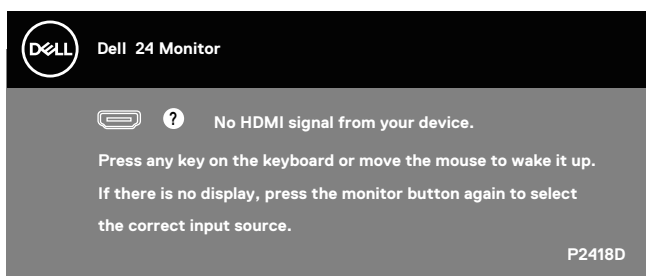 DELL
Dell 24 Monitor
? No HDMI signal from your device.
Press any key on the keyboard or move the mouse to wake it up.
If there is no display, press the monitor button again to select
the correct input source.
P2418D